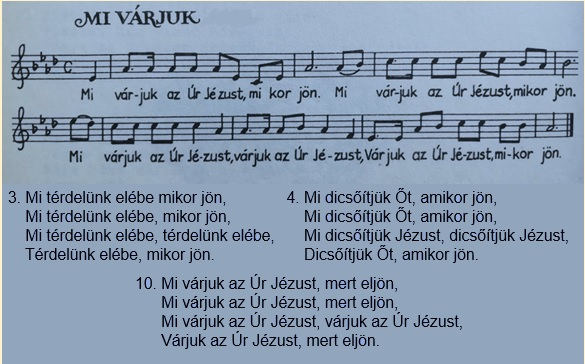 MI VÁRJUK
Mi vár-juk az Úr Jézust, mi kor jön. Mi vár-juk az Úr Jézust, mikor jön.
Mi várjuk az Úr Jé-zust, várjuk az Úr Jé-zust, Várjuk az Úr Jé-zust, mi-kor jön.
3. Mi térdelünk elébe mikor jön,
Mi térdelünk elébe, mikor jön,
Mi térdelünk elébe, térdelünk elébe,
Térdelünk elébe, mikor jön.
4. Mi dicsőítjük Őt, amikor jön,
Mi dicsőítjük Őt, amikor jön,
Mi dicsőítjük Jézust, dicsőítjük Jézust,
Dicsőítjük Őt, amikor jön.
10. Mi várjuk az Úr Jézust, mert eljön,
Mi várjuk az Úr Jézust, mert eljön,
Mi várjuk az Úr Jézust, várjuk az Úr Jézust,
Várjuk az Úr Jézust, mert eljön.